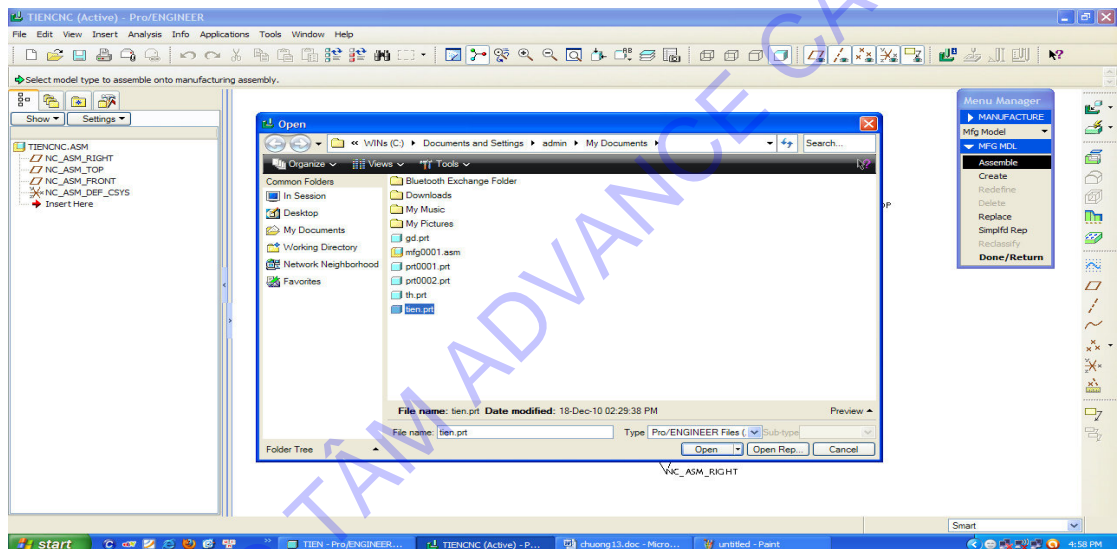 TIENCNC (Active) - Pro/ENGINEER
File Edit View Insert Analysis Info Applications Tools Window Help
Select model type to assemble onto manufacturing assembly.
Show Settings
TIENCNC.ASM
NC_ASM_RIGHT
NC_ASM_TOP
NC_ASM_FRONT
NC_ASM_DEF_CSYS
Insert Here
Open
« WINs (C:) Documents and Settings admin My Documents Search...
Organize Views Tools
Common Folders
In Session
Desktop
My Documents
Working Directory
Network Neighborhood
Favorites
Bluetooth Exchange Folder
Downloads
My Music
My Pictures
gd.prt
mfg0001.asm
prt0001.prt
prt0002.prt
th.prt
tien.prt
File name: tien.prt Date modified: 18-Dec-10 02:29:38 PM Preview
File name: tien.prt Type Pro/ENGINEER Files ( Sub-type
Folder Tree Open Open Rep... Cancel
NC_ASM_RIGHT
Menu Manager
MANUFACTURE
Mfg Model
MFG MDL
Assemble
Create
Redefine
Delete
Replace
Simplfd Rep
Reclassify
Done/Return
Smart
start TIEN - Pro/ENGINEER... TIENCNC (Active) - P... chuong13.doc - Micro... untitled - Paint 4:58 PM
TÂM ADVANCE CA